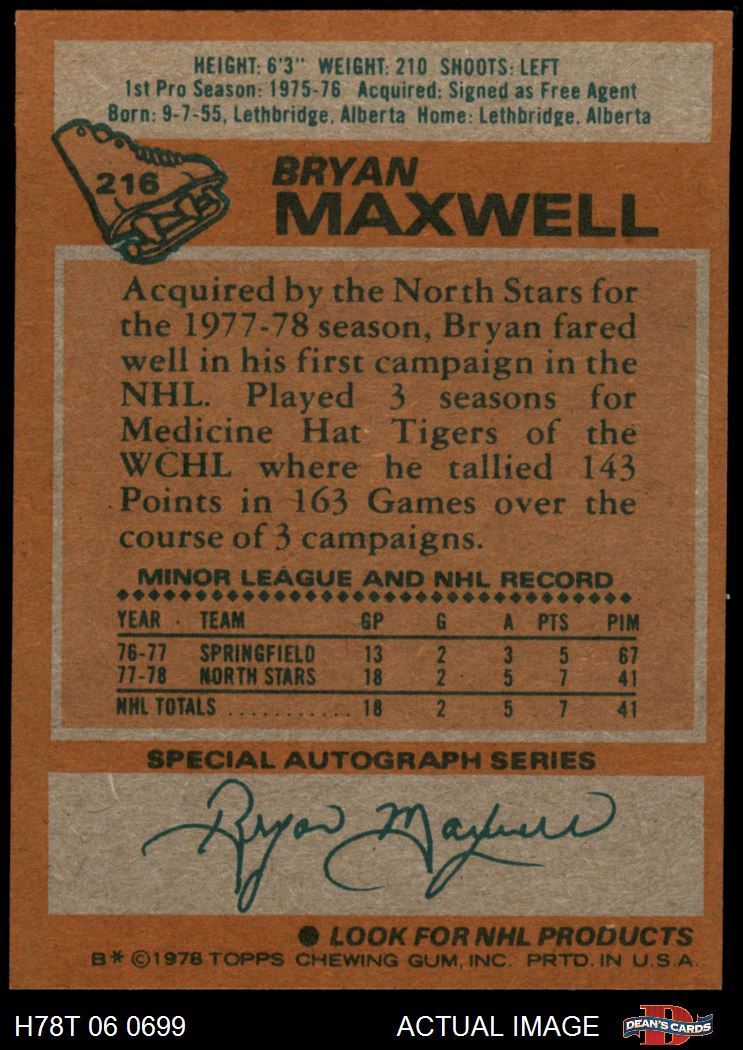 HEIGHT: 6'3" WEIGHT: 210 SHOOTS: LEFT
1st Pro Season: 1975-76 Acquired: Signed as Free Agent
Born: 9-7-55, Lethbridge, Alberta Home: Lethbridge, Alberta
216
BRYAN
MAXWELL
Acquired by the North Stars for
the 1977-78 season, Bryan fared
well in his first campaign in the
NHL. Played 3 seasons for
Medicine Hat Tigers of the
WCHL where he tallied 143
Points in 163 Games over the
course of 3 campaigns.
MINOR LEAGUE AND NHL RECORD
YEAR TEAM GP G A PTS PIM
76-77 SPRINGFIELD 13 2 3 5 67
77-78 NORTH STARS 18 2 5 7 41
NHL TOTALS ............ 18 2 5 7 41
SPECIAL AUTOGRAPH SERIES
Bryan Maxwell
● LOOK FOR NHL PRODUCTS
B* ©1978 TOPPS CHEWING GUM, INC. PRTD. IN U.S.A.
H78T 06 0699 ACTUAL IMAGE D DEAN'S CARDS